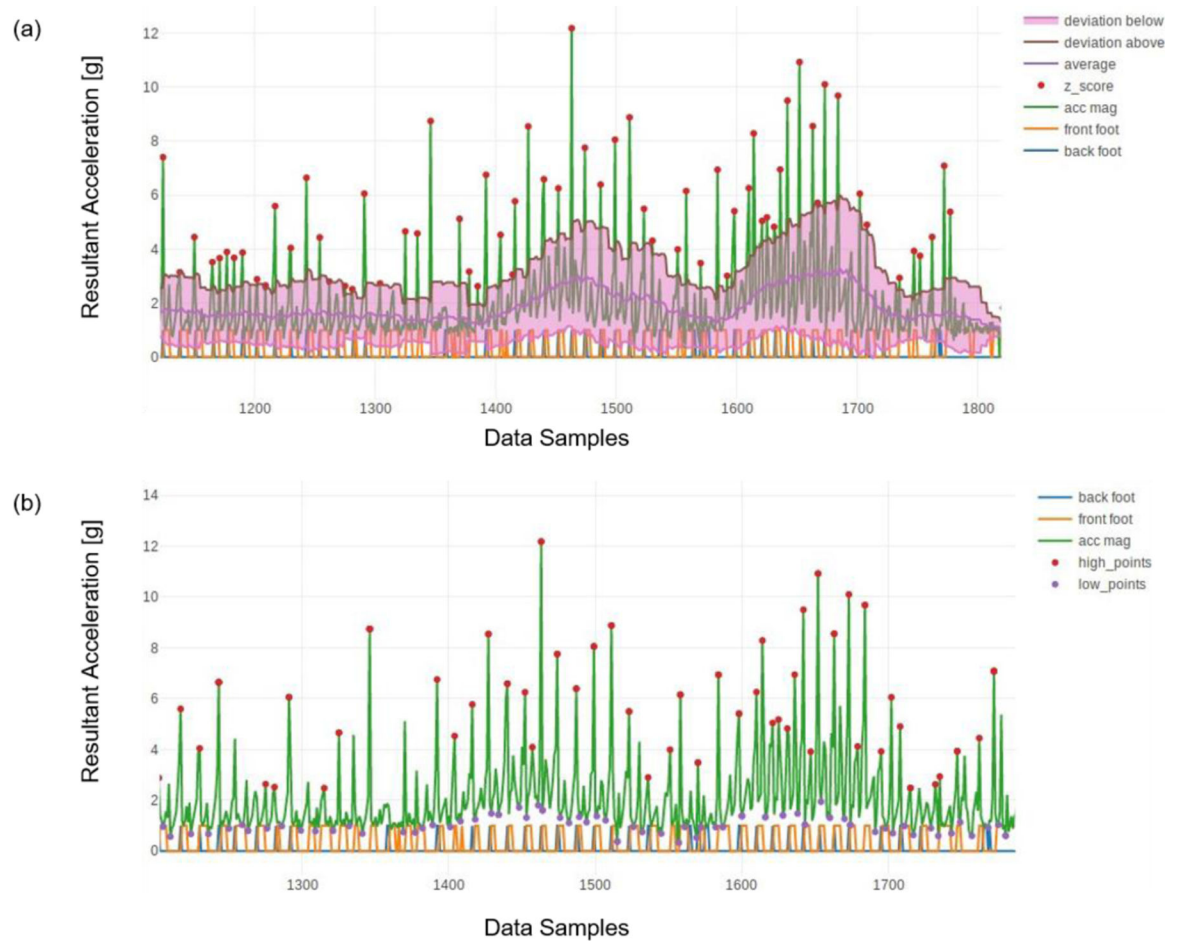 (a)
Resultant Acceleration [g]
12
10
8
6
4
2
0
1200 1300 1400 1500 1600 1700 1800
Data Samples
deviation below
deviation above
average
z_score
acc mag
front foot
back foot
(b)
Resultant Acceleration [g]
14
12
10
8
6
4
2
0
1300 1400 1500 1600 1700
Data Samples
back foot
front foot
acc mag
high_points
low_points